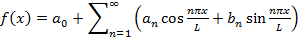 f(x) = a₀ + ∑ₙ₌₁^∞ (aₙ cos nπx/L + bₙ sin nπx/L)